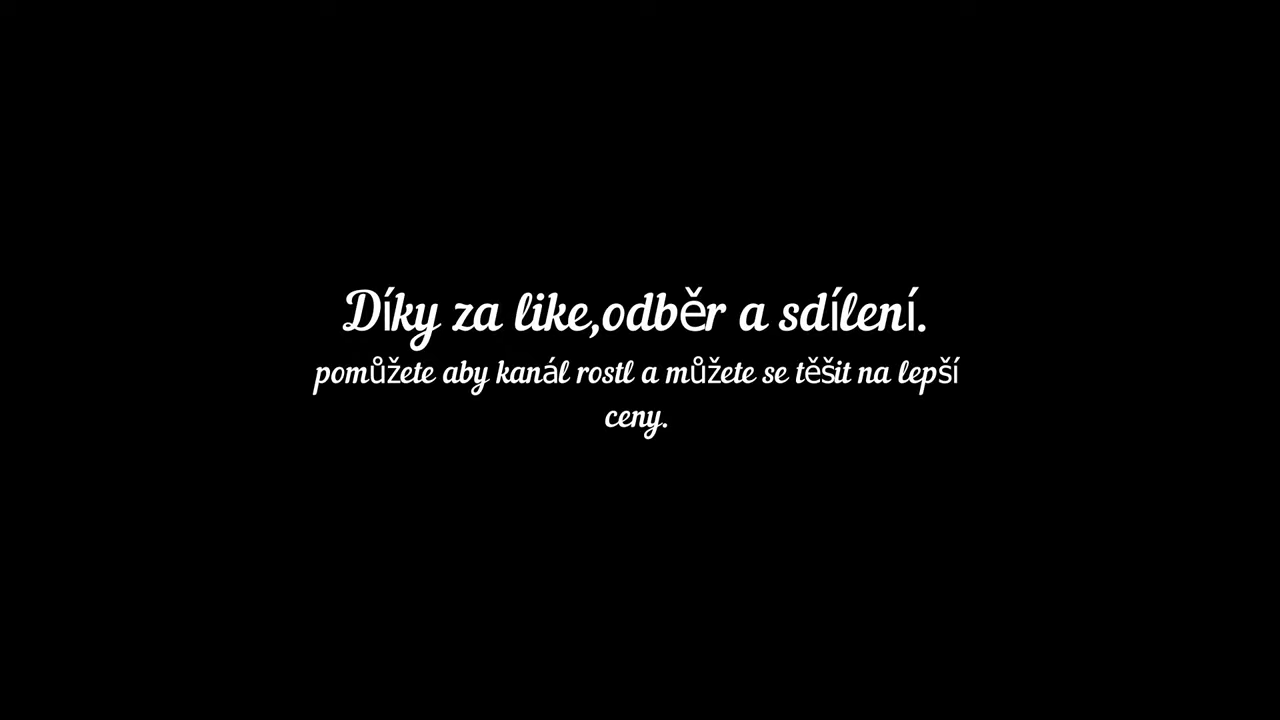 Díky za like,odběr a sdílení.
pomůžete aby kanál rostl a můžete se těšit na lepší
ceny.